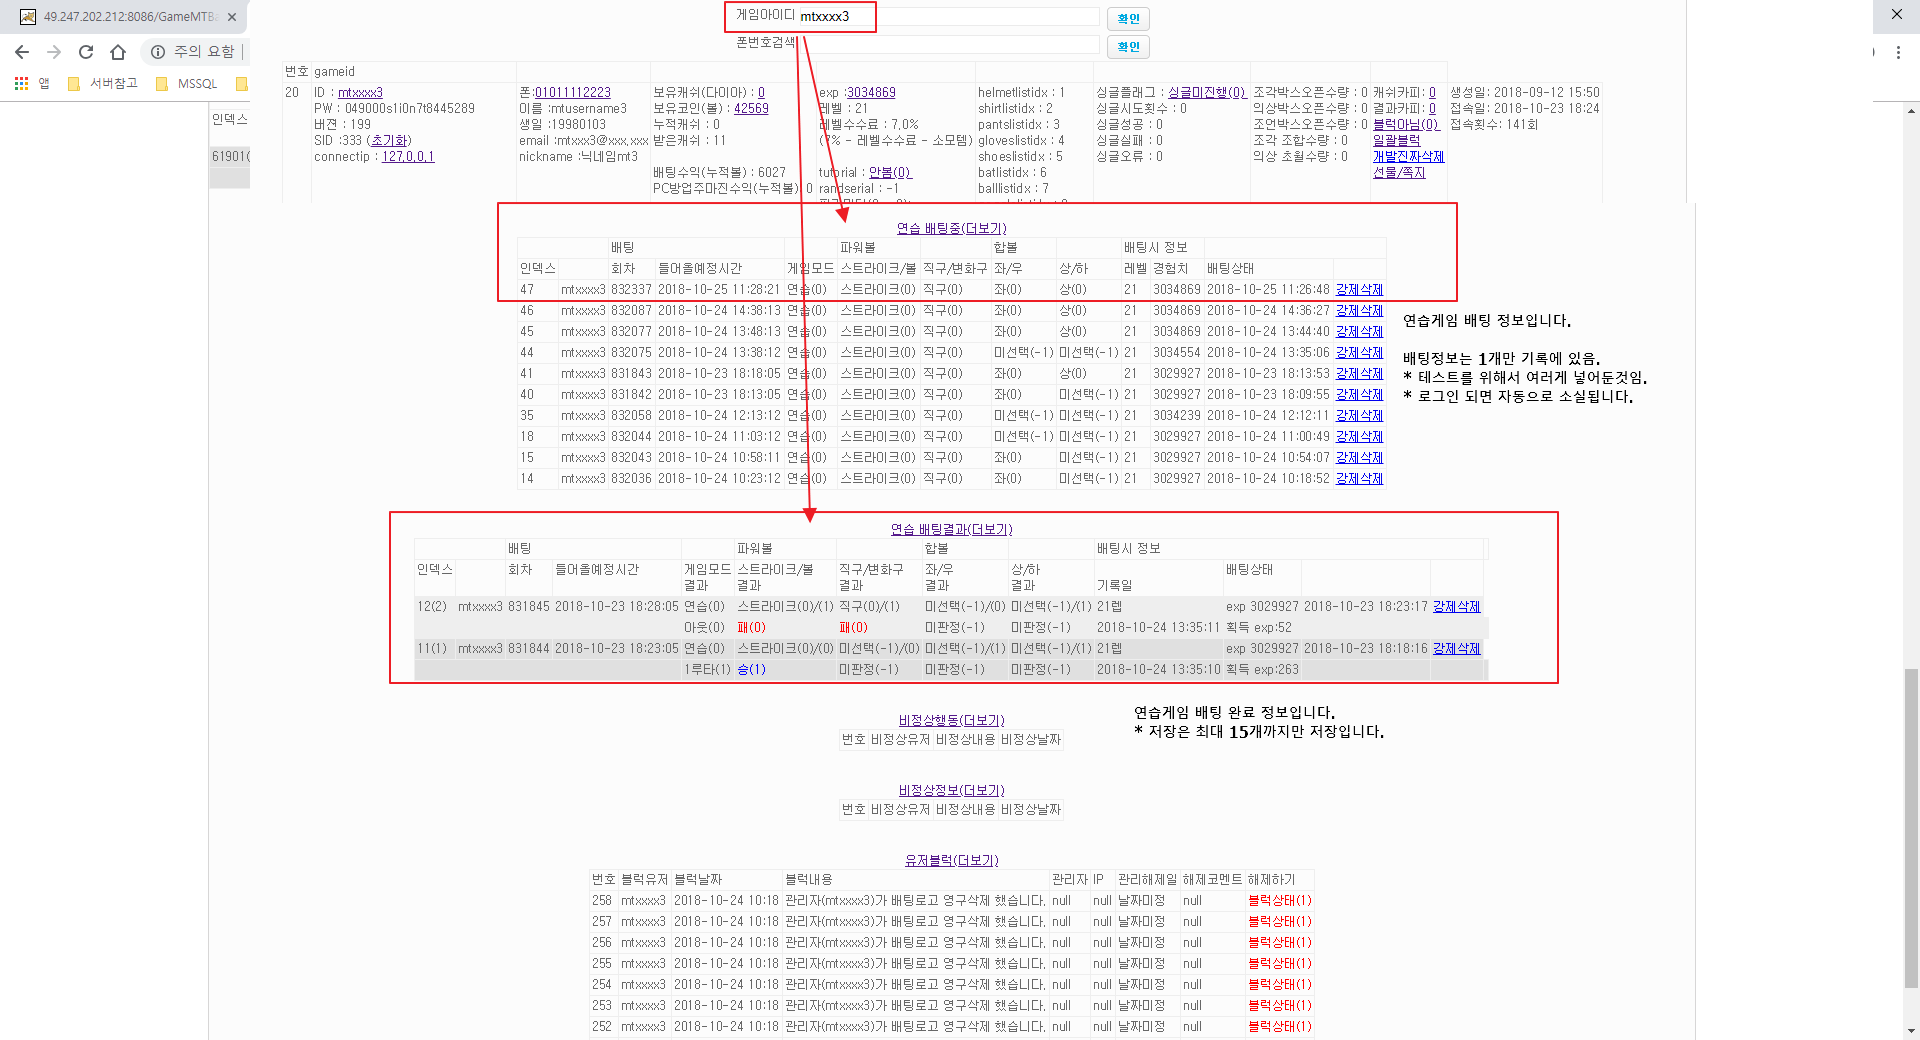 49.247.202.212:8086/GameMTBa
주의 요함
앱 서버참고 MSSQL
게임아이디 mtxxxx3 확인
폰번호검색 확인
인덱스
61901(
번호 gameid
20
ID : mtxxxx3
PW : 049000s1i0n7t8445289
버젼 : 199
SID :333 (초기화)
connectip : 127.0.0.1
폰:01011112223
이름 :mtusername3
생일 :19980103
email :mtxxx3@xxx.xxx
nickname :닉네임mt3
보유캐쉬(다이아) : 0
보유코인(볼) : 42569
누적캐쉬 : 0
받은캐쉬 : 11
배팅수익(누적볼) : 6027
PC방업주마진수익(누적볼) 0
exp :3034869
레벨 : 21
레벨수수료 : 7.0%
(7% - 레벨수수료 - 소모템)
tutorial : 안봄(0)
randserial : -1
helmetlistidx : 1
shirtlistidx : 2
pantslistidx : 3
gloveslistidx : 4
shoeslistidx : 5
batlistidx : 6
balllistidx : 7
싱글플래그 : 싱글미진행(0)
싱글시도횟수 : 0
싱글성공 : 0
싱글실패 : 0
싱글오류 : 0
조각박스오픈수량 : 0
의상박스오픈수량 : 0
조언박스오픈수량 : 0
조각 조합수량 : 0
의상 초월수량 : 0
캐쉬카피: 0
결과카피: 0
블럭아님(0)
일괄블럭
개발진짜삭제
선물/쪽지
생성일: 2018-09-12 15:50
접속일: 2018-10-23 18:24
접속횟수: 141회
연습 배팅중(더보기)
배팅 파워볼 합볼 배팅시 정보
인덱스 회차 들어올예정시간 게임모드 스트라이크/볼 직구/변화구 좌/우 상/하 레벨 경험치 배팅상태
47 mtxxxx3 832337 2018-10-25 11:28:21 연습(0) 스트라이크(0) 직구(0) 좌(0) 상(0) 21 3034869 2018-10-25 11:26:48 강제삭제
46 mtxxxx3 832087 2018-10-24 14:38:13 연습(0) 스트라이크(0) 직구(0) 좌(0) 상(0) 21 3034869 2018-10-24 14:36:27 강제삭제
45 mtxxxx3 832077 2018-10-24 13:48:13 연습(0) 스트라이크(0) 직구(0) 좌(0) 상(0) 21 3034869 2018-10-24 13:44:40 강제삭제
44 mtxxxx3 832075 2018-10-24 13:38:12 연습(0) 스트라이크(0) 직구(0) 미선택(-1) 미선택(-1) 21 3034554 2018-10-24 13:35:06 강제삭제
41 mtxxxx3 831843 2018-10-23 18:18:05 연습(0) 스트라이크(0) 직구(0) 좌(0) 상(0) 21 3029927 2018-10-23 18:13:53 강제삭제
40 mtxxxx3 831842 2018-10-23 18:13:05 연습(0) 스트라이크(0) 직구(0) 좌(0) 미선택(-1) 21 3029927 2018-10-23 18:09:55 강제삭제
35 mtxxxx3 832058 2018-10-24 12:13:12 연습(0) 스트라이크(0) 직구(0) 미선택(-1) 미선택(-1) 21 3034239 2018-10-24 12:12:11 강제삭제
18 mtxxxx3 832044 2018-10-24 11:03:12 연습(0) 스트라이크(0) 직구(0) 미선택(-1) 미선택(-1) 21 3029927 2018-10-24 11:00:49 강제삭제
15 mtxxxx3 832043 2018-10-24 10:58:11 연습(0) 스트라이크(0) 직구(0) 좌(0) 미선택(-1) 21 3029927 2018-10-24 10:54:07 강제삭제
14 mtxxxx3 832036 2018-10-24 10:23:12 연습(0) 스트라이크(0) 직구(0) 좌(0) 미선택(-1) 21 3029927 2018-10-24 10:18:52 강제삭제
연습게임 배팅 정보입니다.
배팅정보는 1개만 기록에 있음.
* 테스트를 위해서 여러게 넣어둔것임.
* 로그인 되면 자동으로 소실됩니다.
연습 배팅결과(더보기)
배팅 파워볼 합볼 배팅시 정보
인덱스 회차 들어올예정시간 게임모드 스트라이크/볼 직구/변화구 좌/우 상/하 배팅상태
결과 결과 결과 결과 결과 기록일
12(2) mtxxxx3 831845 2018-10-23 18:28:05 연습(0) 스트라이크(0)/(1) 직구(0)/(1) 미선택(-1)/(0) 미선택(-1)/(1) 21렙 exp 3029927 2018-10-23 18:23:17 강제삭제
아웃(0) 패(0) 패(0) 미판정(-1) 미판정(-1) 2018-10-24 13:35:11 획득 exp:52
11(1) mtxxxx3 831844 2018-10-23 18:23:05 연습(0) 스트라이크(0)/(0) 미선택(-1)/(0) 미선택(-1)/(1) 미선택(-1)/(1) 21렙 exp 3029927 2018-10-23 18:18:16 강제삭제
1루타(1) 승(1) 미판정(-1) 미판정(-1) 미판정(-1) 2018-10-24 13:35:10 획득 exp:263
연습게임 배팅 완료 정보입니다.
* 저장은 최대 15개까지만 저장입니다.
비정상행동(더보기)
번호 비정상유저 비정상내용 비정상날짜
비정상정보(더보기)
번호 비정상유저 비정상내용 비정상날짜
유저블럭(더보기)
번호 블럭유저 블럭날짜 블럭내용 관리자 IP 관리해제일 해제코멘트 해제하기
258 mtxxxx3 2018-10-24 10:18 관리자(mtxxxx3)가 배팅로고 영구삭제 했습니다. null null 날짜미정 null 블럭상태(1)
257 mtxxxx3 2018-10-24 10:18 관리자(mtxxxx3)가 배팅로고 영구삭제 했습니다. null null 날짜미정 null 블럭상태(1)
256 mtxxxx3 2018-10-24 10:18 관리자(mtxxxx3)가 배팅로고 영구삭제 했습니다. null null 날짜미정 null 블럭상태(1)
255 mtxxxx3 2018-10-24 10:18 관리자(mtxxxx3)가 배팅로고 영구삭제 했습니다. null null 날짜미정 null 블럭상태(1)
254 mtxxxx3 2018-10-24 10:18 관리자(mtxxxx3)가 배팅로고 영구삭제 했습니다. null null 날짜미정 null 블럭상태(1)
253 mtxxxx3 2018-10-24 10:18 관리자(mtxxxx3)가 배팅로고 영구삭제 했습니다. null null 날짜미정 null 블럭상태(1)
252 mtxxxx3 2018-10-24 10:18 관리자(mtxxxx3)가 배팅로고 영구삭제 했습니다. null null 날짜미정 null 블럭상태(1)